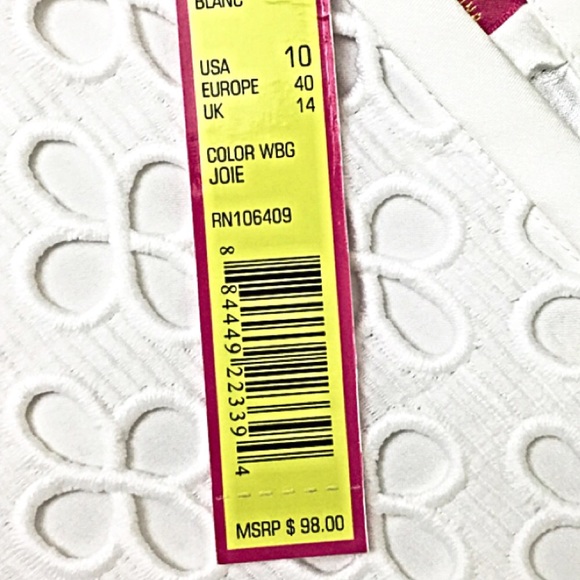 BLANC
USA 10
EUROPE 40
UK 14
COLOR WBG
JOIE
RN106409
8 84449 22339 4
MSRP $ 98.00